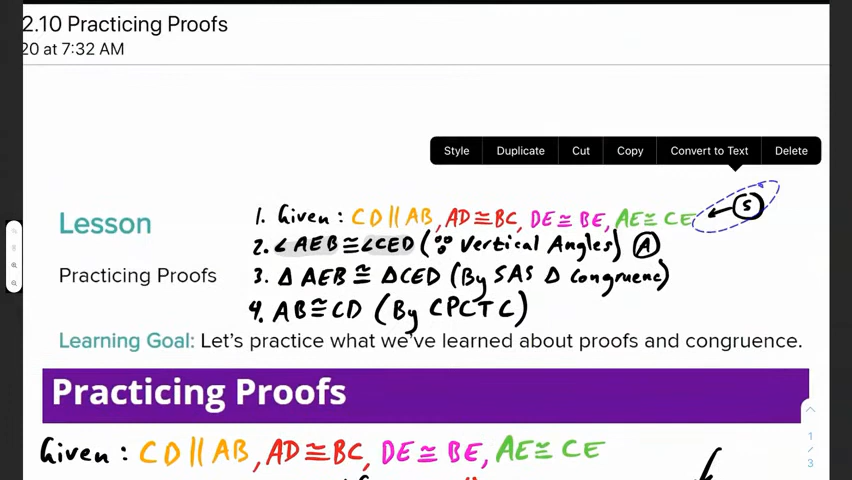 2.10 Practicing Proofs
20 at 7:32 AM
Style Duplicate Cut Copy Convert to Text Delete
Lesson
1. Given: CD || AB, AD ≅ BC, DE ≅ BE, AE ≅ CE ← S
2. ∠AEB ≅ ∠CED (∵ Vertical Angles) A
Practicing Proofs
3. Δ AEB ≅ ΔCED (By SAS Δ Congruenc)
4. AB ≅ CD (By CPCTC)
Learning Goal: Let's practice what we've learned about proofs and congruence.
Practicing Proofs
Given: CD || AB, AD ≅ BC, DE ≅ BE, AE ≅ CE
1
/
3